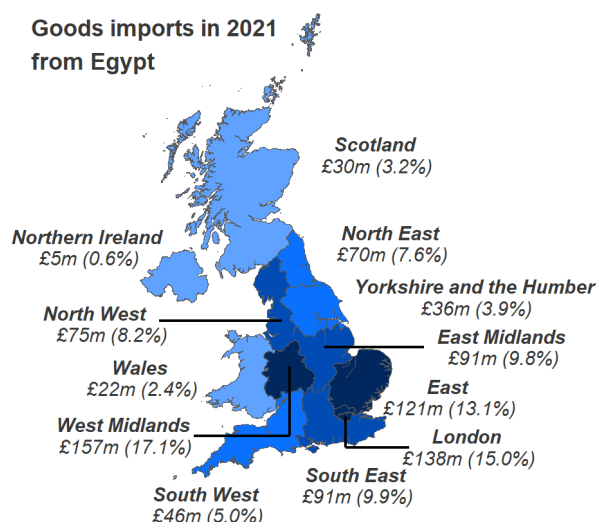 Goods imports in 2021
from Egypt
Scotland
£30m (3.2%)
Northern Ireland
£5m (0.6%)
North East
£70m (7.6%)
Yorkshire and the Humber
£36m (3.9%)
North West
£75m (8.2%)
East Midlands
£91m (9.8%)
Wales
£22m (2.4%)
East
£121m (13.1%)
West Midlands
£157m (17.1%)
London
£138m (15.0%)
South East
£91m (9.9%)
South West
£46m (5.0%)